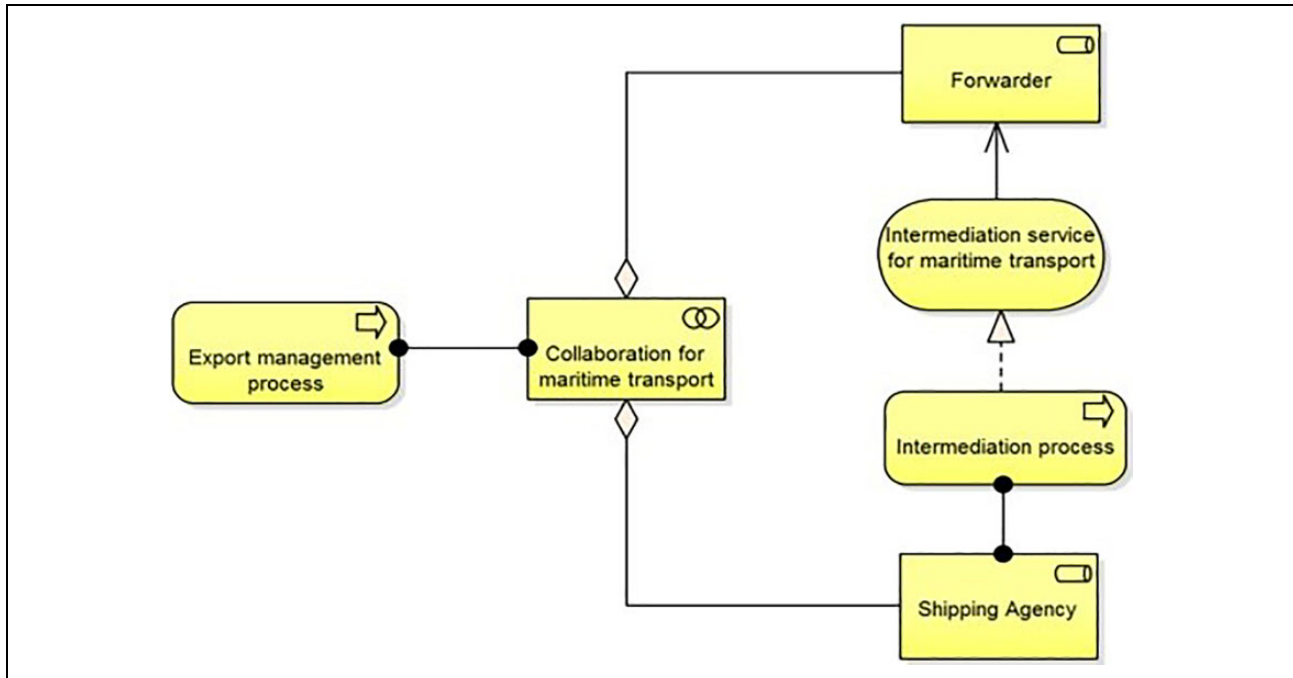 Forwarder
Intermediation service
for maritime transport
Export management
process
Collaboration for
maritime transport
Intermediation process
Shipping Agency